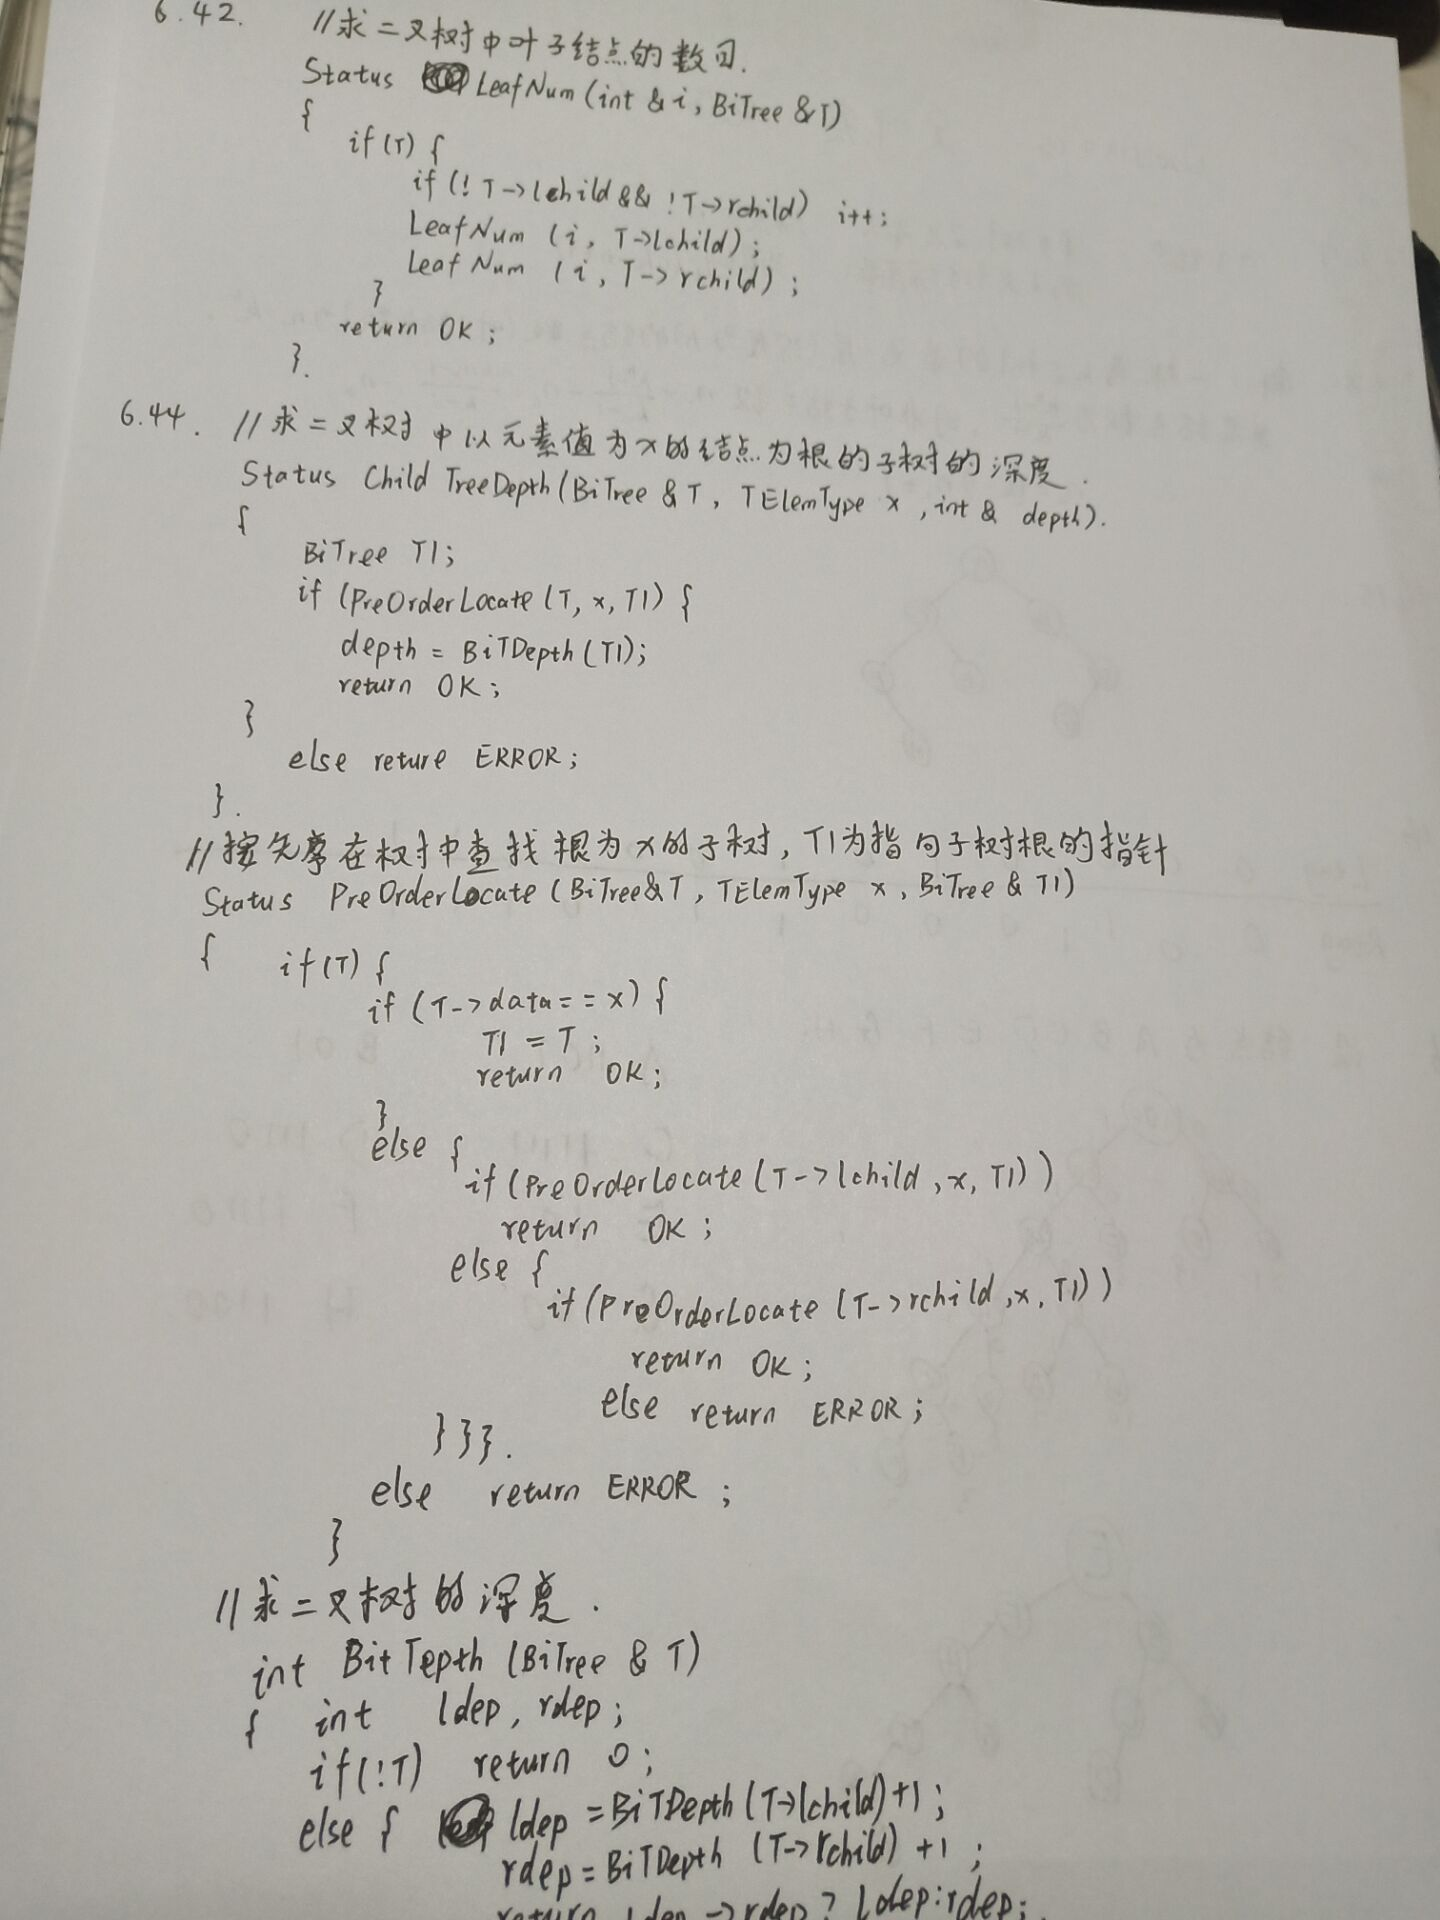 6.42. //求二叉树中叶子结点的数目.
Status LeafNum(int & i, BiTree & T)
{
if(T) {
if(! T->lchild && !T->rchild) i++;
LeafNum (i, T->lchild);
Leaf Num (i, T->rchild);
}
return OK;
}.
6.44. //求二叉树中以元素值为x的结点为根的子树的深度.
Status Child TreeDepth(BiTree & T, TElemType x, int & depth).
{
BiTree T1;
if (PreOrderLocate(T, x, T1) {
depth = BiTDepth(T1);
return OK;
}
else reture ERROR;
}.
//按先序在树中查找根为x的子树, T1为指向子树根的指针
Status PreOrderLocate (BiTree&T, TElemType x, BiTree & T1)
{ if(T) {
if (T->data==x) {
T1 = T;
return OK;
}
else {
if(PreOrderLocate(T->lchild,x,T1))
return OK;
else {
if(PreOrderLocate(T->rchild,x,T1))
return OK;
else return ERROR;
}}}.
else return ERROR;
}
//求二叉树的深度.
int BitTepth (BiTree & T)
{ int ldep, rdep;
if(!T) return 0;
else { ldep =BiTDepth(T->lchild)+1;
rdep=BiTDepth (T->rchild) +1;
return ldep ->rdep? ldep:rdep;